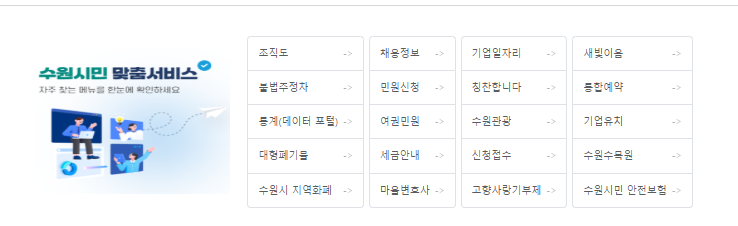 수원시민 맞춤서비스
자주 찾는 메뉴를 한눈에 확인하세요
조직도 -> 채용정보 -> 기업일자리 -> 새빛이음 ->
불법주정차 -> 민원신청 -> 칭찬합니다 -> 통합예약 ->
통계(데이터 포털) -> 여권민원 -> 수원관광 -> 기업유치 ->
대형폐기물 -> 세금안내 -> 신청접수 -> 수원수목원 ->
수원시 지역화폐 -> 마을변호사 -> 고향사랑기부제 -> 수원시민 안전보험 ->